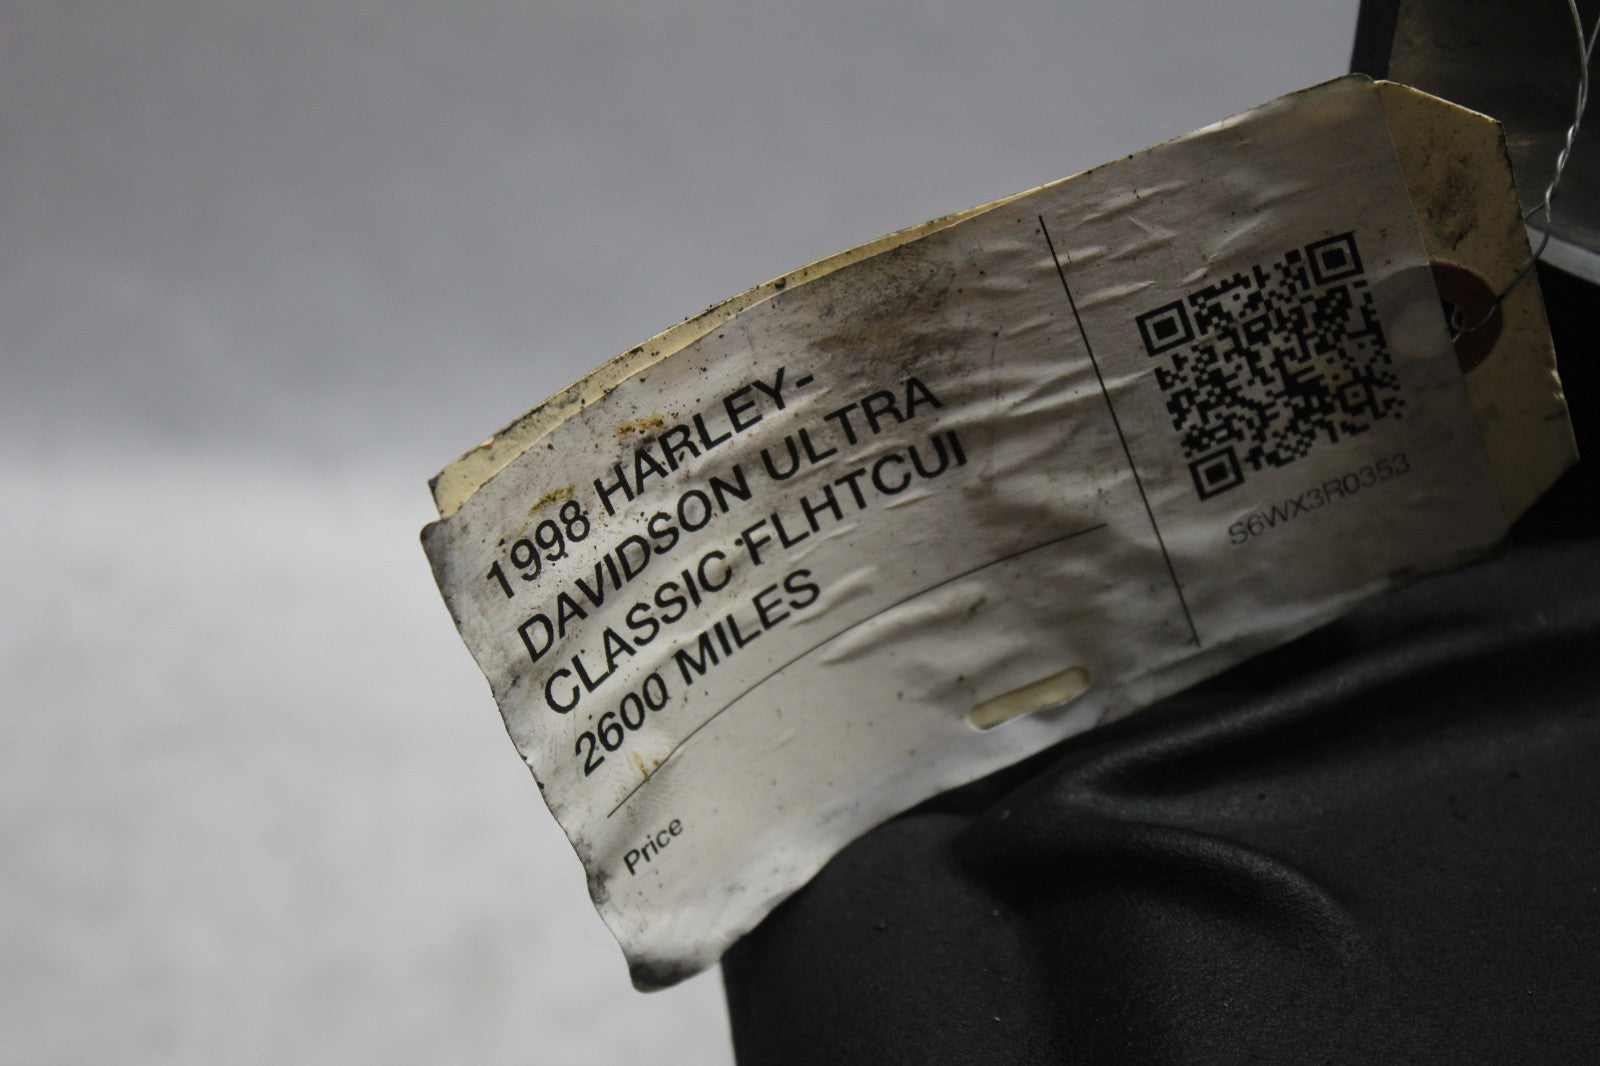 1998 HARLEY-
DAVIDSON ULTRA
CLASSIC FLHTCUI
2600 MILES
Price
S6WX3R0353